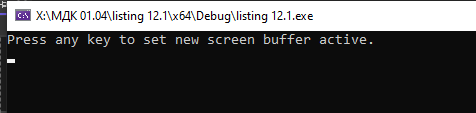 X:\МДК 01.04\listing 12.1\x64\Debug\listing 12.1.exe
Press any key to set new screen buffer active.